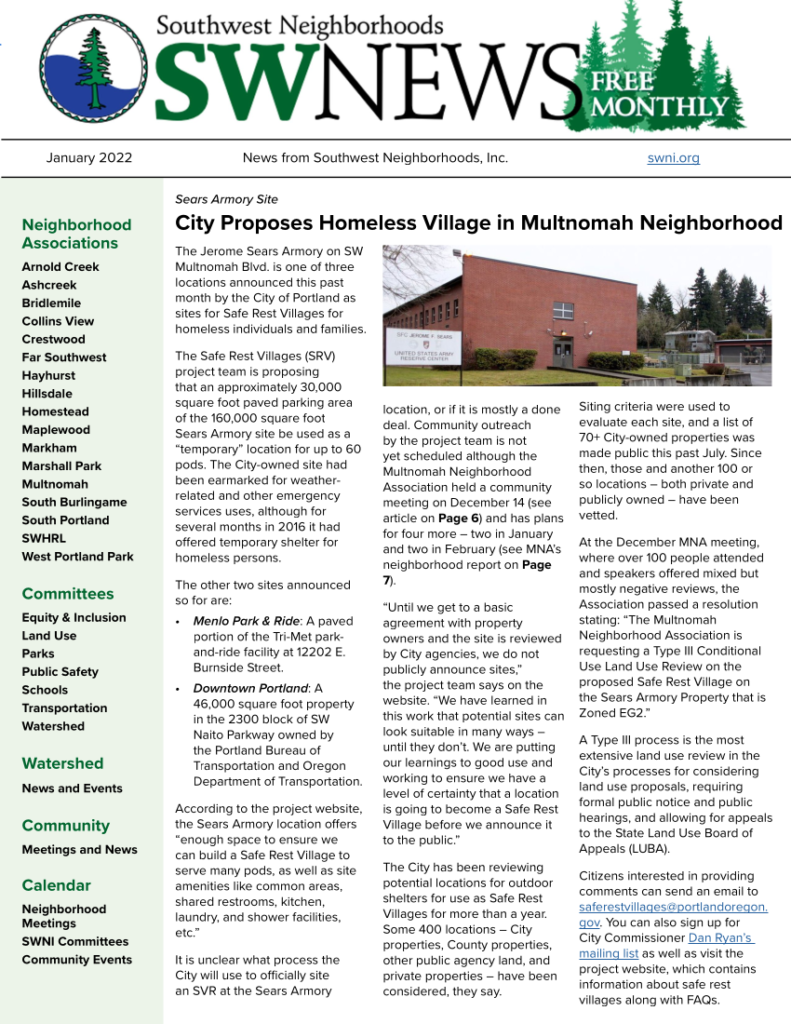 Southwest Neighborhoods
SWNEWS
FREE
MONTHLY
January 2022
News from Southwest Neighborhoods, Inc.
swni.org
Neighborhood
Associations
Arnold Creek
Ashcreek
Bridlemile
Collins View
Crestwood
Far Southwest
Hayhurst
Hillsdale
Homestead
Maplewood
Markham
Marshall Park
Multnomah
South Burlingame
South Portland
SWHRL
West Portland Park
Committees
Equity & Inclusion
Land Use
Parks
Public Safety
Schools
Transportation
Watershed
Watershed
News and Events
Community
Meetings and News
Calendar
Neighborhood
Meetings
SWNI Committees
Community Events
Sears Armory Site
City Proposes Homeless Village in Multnomah Neighborhood
The Jerome Sears Armory on SW
Multnomah Blvd. is one of three
locations announced this past
month by the City of Portland as
sites for Safe Rest Villages for
homeless individuals and families.
The Safe Rest Villages (SRV)
project team is proposing
that an approximately 30,000
square foot paved parking area
of the 160,000 square foot
Sears Armory site be used as a
“temporary” location for up to 60
pods. The City-owned site had
been earmarked for weather-
related and other emergency
services uses, although for
several months in 2016 it had
offered temporary shelter for
homeless persons.
The other two sites announced
so far are:
• Menlo Park & Ride: A paved
portion of the Tri-Met park-
and-ride facility at 12202 E.
Burnside Street.
• Downtown Portland: A
46,000 square foot property
in the 2300 block of SW
Naito Parkway owned by
the Portland Bureau of
Transportation and Oregon
Department of Transportation.
According to the project website,
the Sears Armory location offers
“enough space to ensure we
can build a Safe Rest Village to
serve many pods, as well as site
amenities like common areas,
shared restrooms, kitchen,
laundry, and shower facilities,
etc.”
It is unclear what process the
City will use to officially site
an SVR at the Sears Armory
SFC JEROME F. SEARS
UNITED STATES ARMY
RESERVE CENTER
location, or if it is mostly a done
deal. Community outreach
by the project team is not
yet scheduled although the
Multnomah Neighborhood
Association held a community
meeting on December 14 (see
article on Page 6) and has plans
for four more – two in January
and two in February (see MNA’s
neighborhood report on Page
7).
“Until we get to a basic
agreement with property
owners and the site is reviewed
by City agencies, we do not
publicly announce sites,”
the project team says on the
website. “We have learned in
this work that potential sites can
look suitable in many ways –
until they don’t. We are putting
our learnings to good use and
working to ensure we have a
level of certainty that a location
is going to become a Safe Rest
Village before we announce it
to the public.”
The City has been reviewing
potential locations for outdoor
shelters for use as Safe Rest
Villages for more than a year.
Some 400 locations – City
properties, County properties,
other public agency land, and
private properties – have been
considered, they say.
Siting criteria were used to
evaluate each site, and a list of
70+ City-owned properties was
made public this past July. Since
then, those and another 100 or
so locations – both private and
publicly owned – have been
vetted.
At the December MNA meeting,
where over 100 people attended
and speakers offered mixed but
mostly negative reviews, the
Association passed a resolution
stating: “The Multnomah
Neighborhood Association is
requesting a Type III Conditional
Use Land Use Review on the
proposed Safe Rest Village on
the Sears Armory Property that is
Zoned EG2.”
A Type III process is the most
extensive land use review in the
City’s processes for considering
land use proposals, requiring
formal public notice and public
hearings, and allowing for appeals
to the State Land Use Board of
Appeals (LUBA).
Citizens interested in providing
comments can send an email to
saferestvillages@portlandoregon.
gov. You can also sign up for
City Commissioner Dan Ryan’s
mailing list as well as visit the
project website, which contains
information about safe rest
villages along with FAQs.